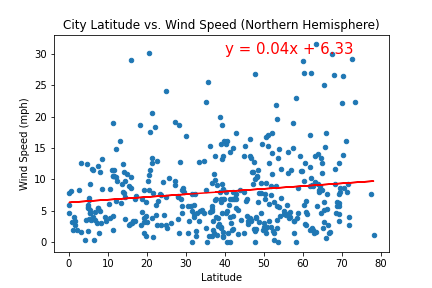 City Latitude vs. Wind Speed (Northern Hemisphere)
y = 0.04x + 6.33
30
25
20
15
10
5
0
Wind Speed (mph)
0 10 20 30 40 50 60 70 80
Latitude